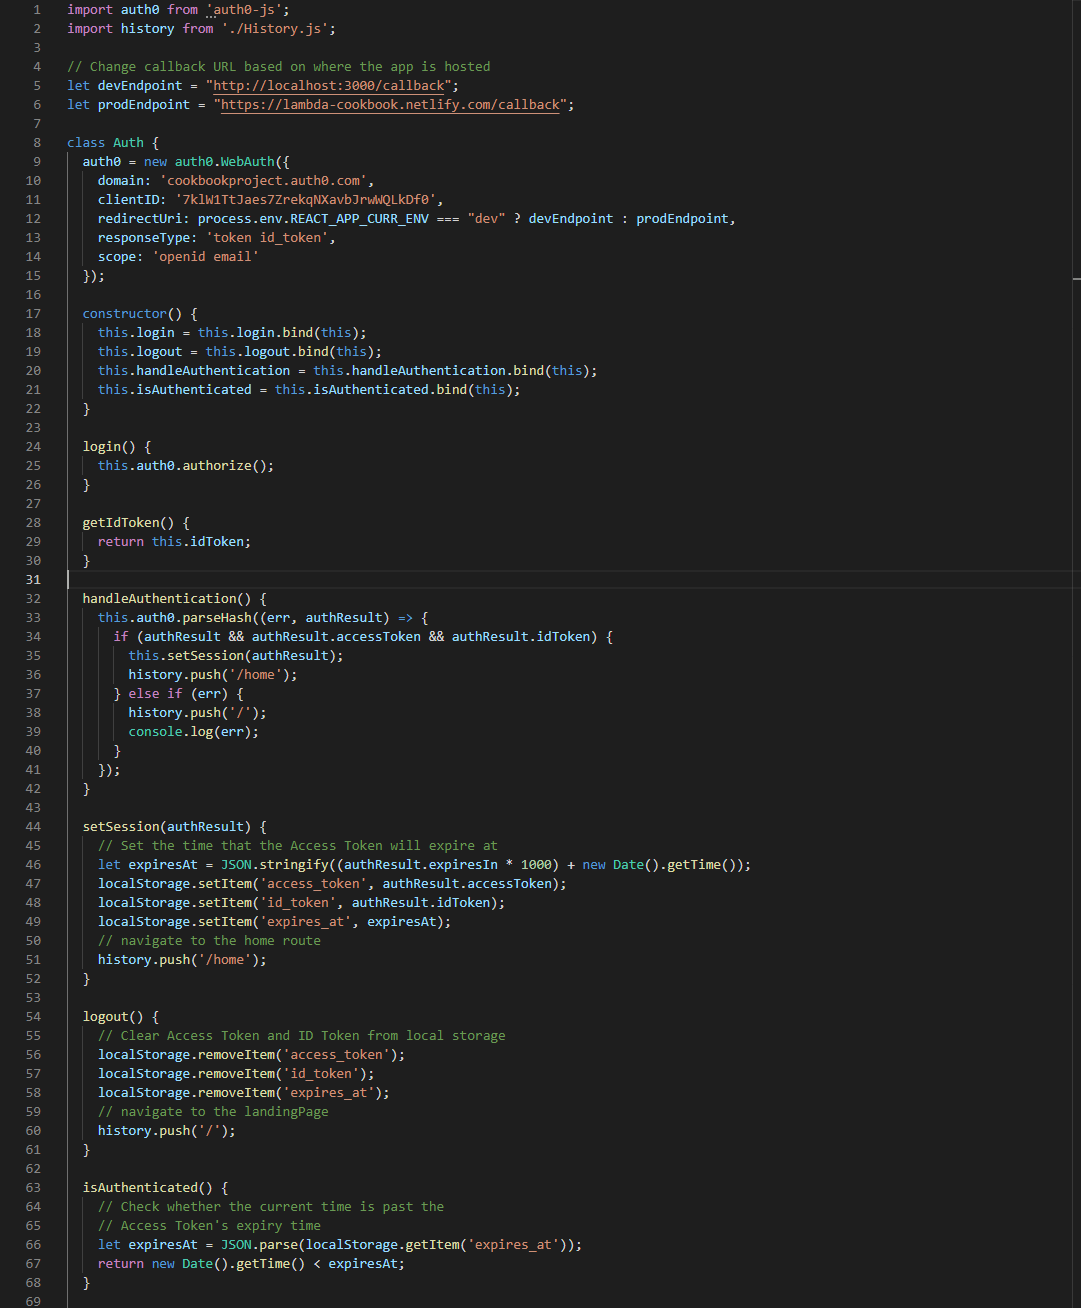 1 import auth0 from 'auth0-js';
2 import history from './History.js';
3
4 // Change callback URL based on where the app is hosted
5 let devEndpoint = "http://localhost:3000/callback";
6 let prodEndpoint = "https://lambda-cookbook.netlify.com/callback";
7
8 class Auth {
9   auth0 = new auth0.WebAuth({
10     domain: 'cookbookproject.auth0.com',
11     clientID: '7klW1TtJaes7ZrekqNXavbJrwWQLkDf0',
12     redirectUri: process.env.REACT_APP_CURR_ENV === "dev" ? devEndpoint : prodEndpoint,
13     responseType: 'token id_token',
14     scope: 'openid email'
15   });
16
17   constructor() {
18     this.login = this.login.bind(this);
19     this.logout = this.logout.bind(this);
20     this.handleAuthentication = this.handleAuthentication.bind(this);
21     this.isAuthenticated = this.isAuthenticated.bind(this);
22   }
23
24   login() {
25     this.auth0.authorize();
26   }
27
28   getIdToken() {
29     return this.idToken;
30   }
31
32   handleAuthentication() {
33     this.auth0.parseHash((err, authResult) => {
34       if (authResult && authResult.accessToken && authResult.idToken) {
35         this.setSession(authResult);
36         history.push('/home');
37       } else if (err) {
38         history.push('/');
39         console.log(err);
40       }
41     });
42   }
43
44   setSession(authResult) {
45     // Set the time that the Access Token will expire at
46     let expiresAt = JSON.stringify((authResult.expiresIn * 1000) + new Date().getTime());
47     localStorage.setItem('access_token', authResult.accessToken);
48     localStorage.setItem('id_token', authResult.idToken);
49     localStorage.setItem('expires_at', expiresAt);
50     // navigate to the home route
51     history.push('/home');
52   }
53
54   logout() {
55     // Clear Access Token and ID Token from local storage
56     localStorage.removeItem('access_token');
57     localStorage.removeItem('id_token');
58     localStorage.removeItem('expires_at');
59     // navigate to the landingPage
60     history.push('/');
61   }
62
63   isAuthenticated() {
64     // Check whether the current time is past the
65     // Access Token's expiry time
66     let expiresAt = JSON.parse(localStorage.getItem('expires_at'));
67     return new Date().getTime() < expiresAt;
68   }
69